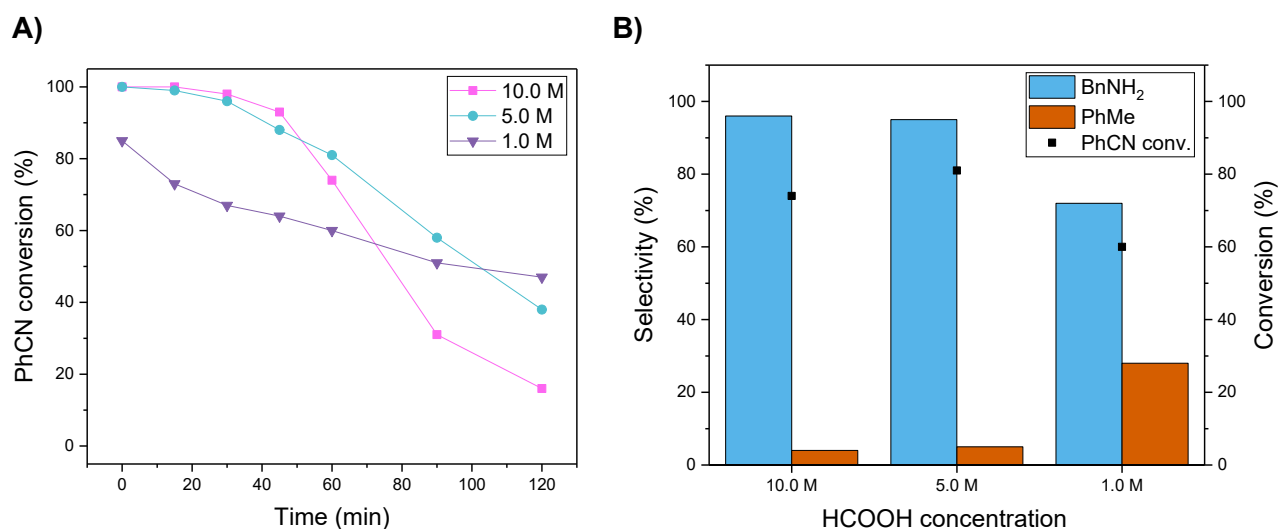 A)
PhCN conversion (%)
100
80
60
40
20
0
10.0 M
5.0 M
1.0 M
0 20 40 60 80 100 120
Time (min)
B)
Selectivity (%)
100
80
60
40
20
0
BnNH₂
PhMe
PhCN conv.
100
80
60
40
20
0
Conversion (%)
10.0 M 5.0 M 1.0 M
HCOOH concentration